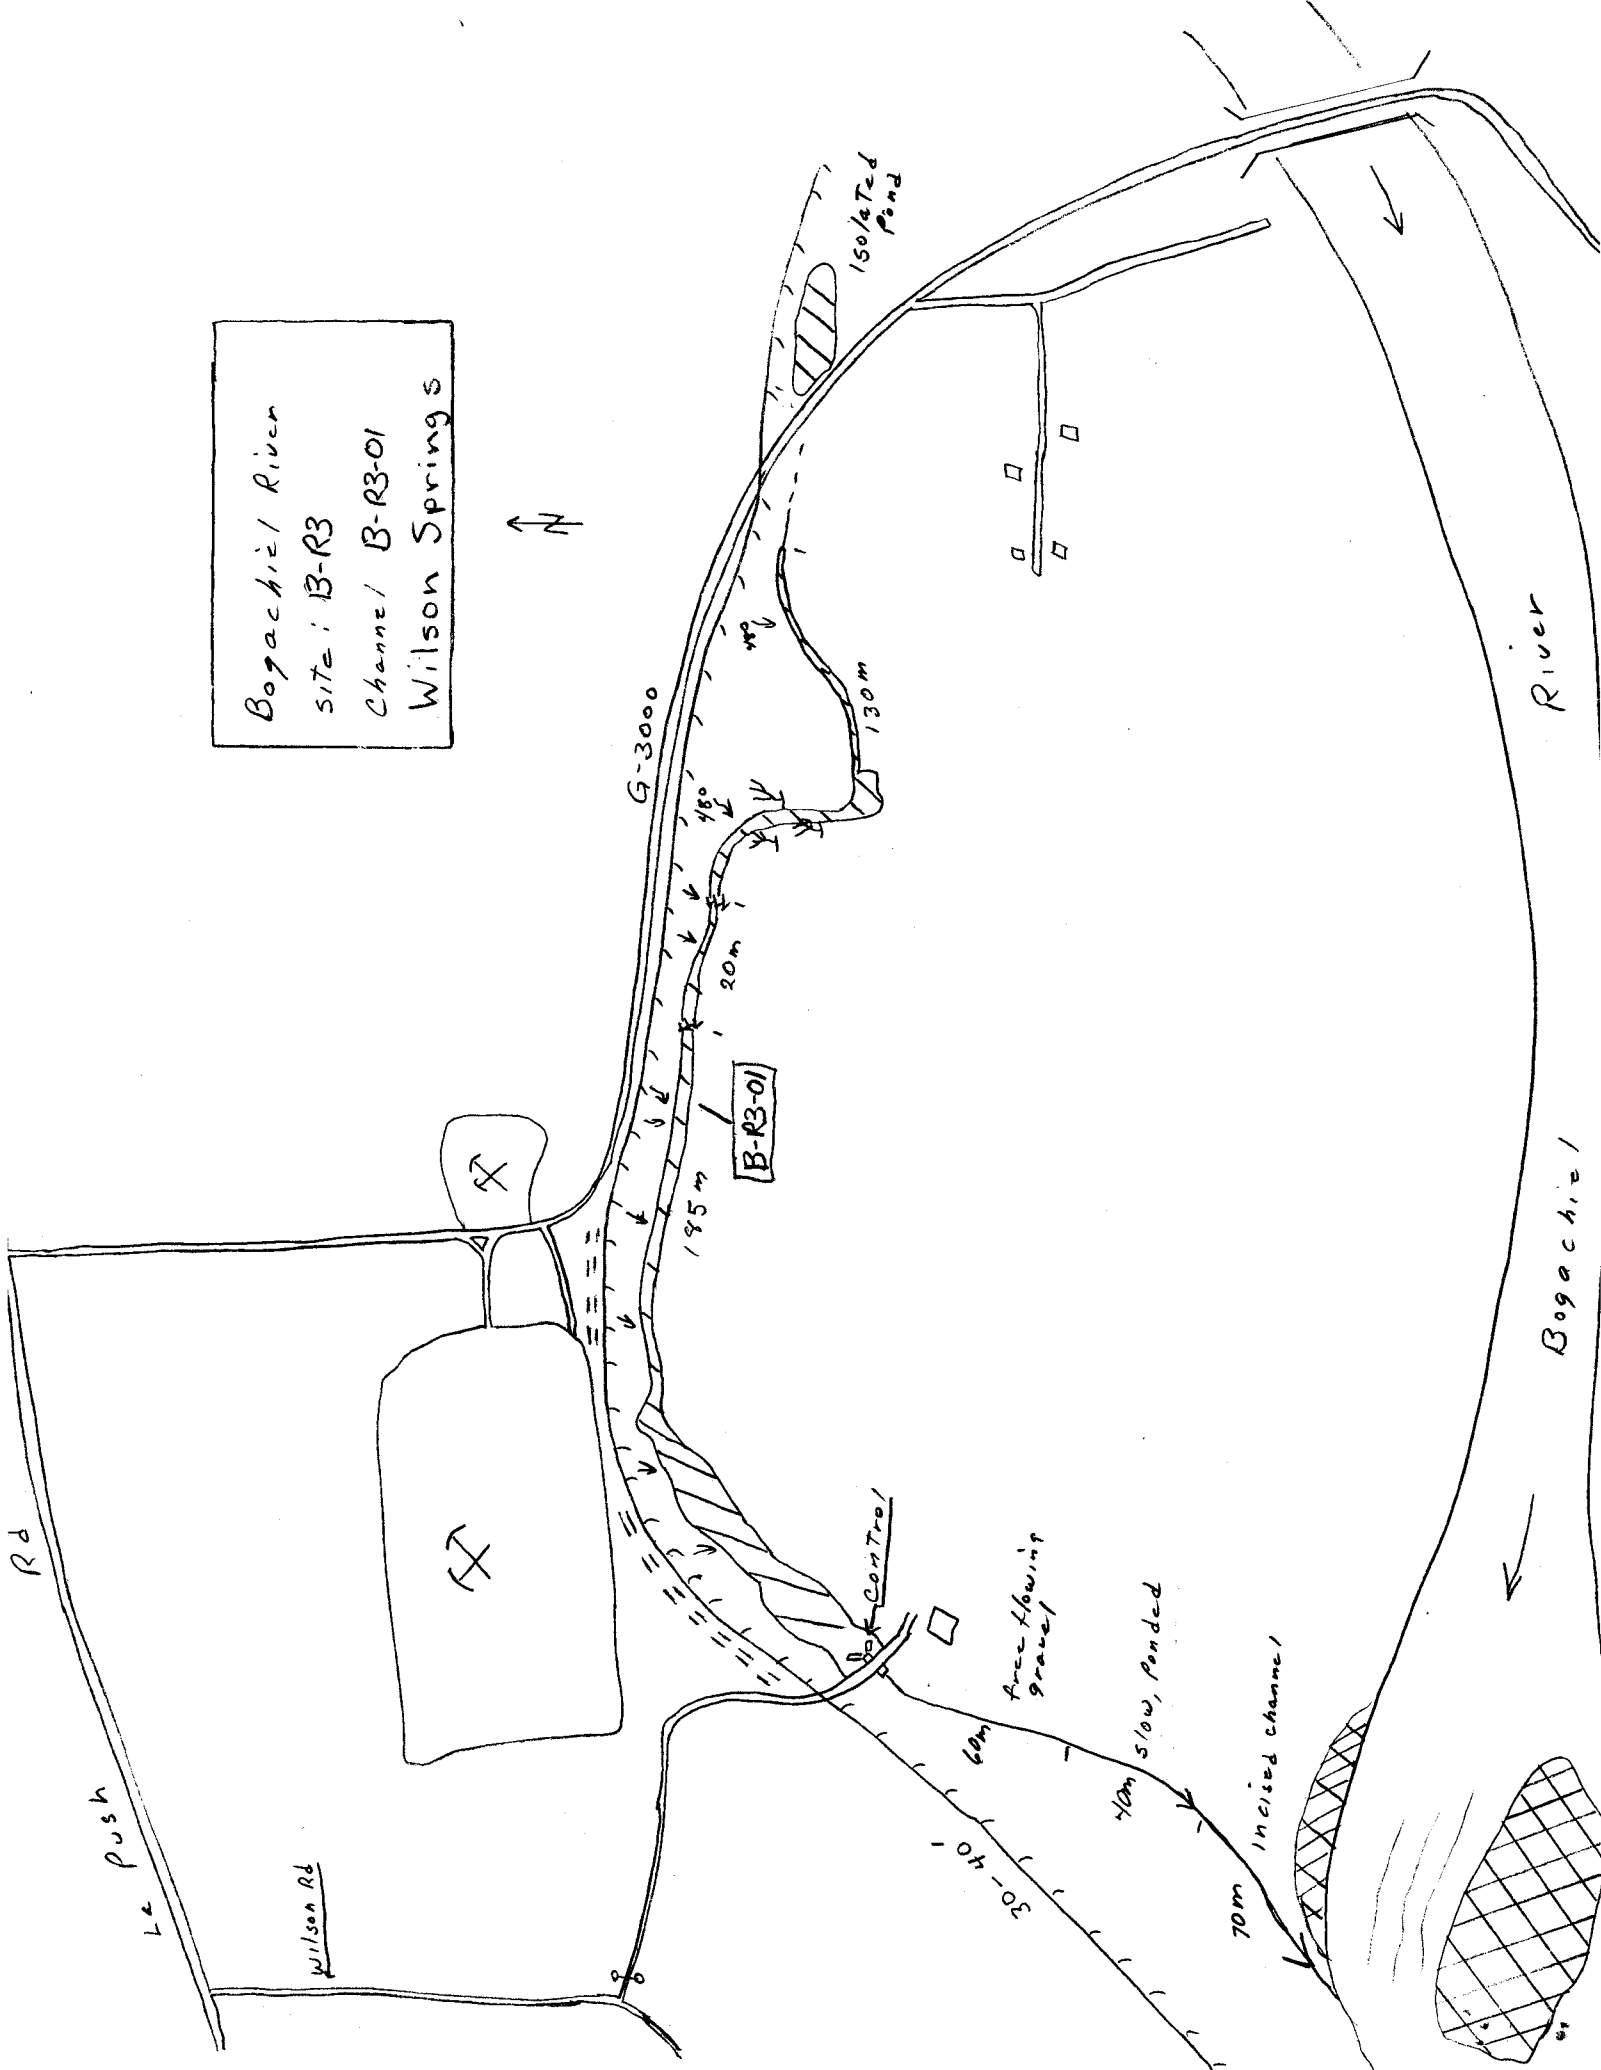 Bogachiel River
site: B-R3
Channel B-R3-01
Wilson Springs
N
La Push Rd
Wilson Rd
G-3000
Isolated
Pond
48°
48°
130m
20m
B-R3-01
185m
Control
free flowing
gravel
60m
slow, Ponded
40m
Incised channel
70m
30-40'
Bogachiel River